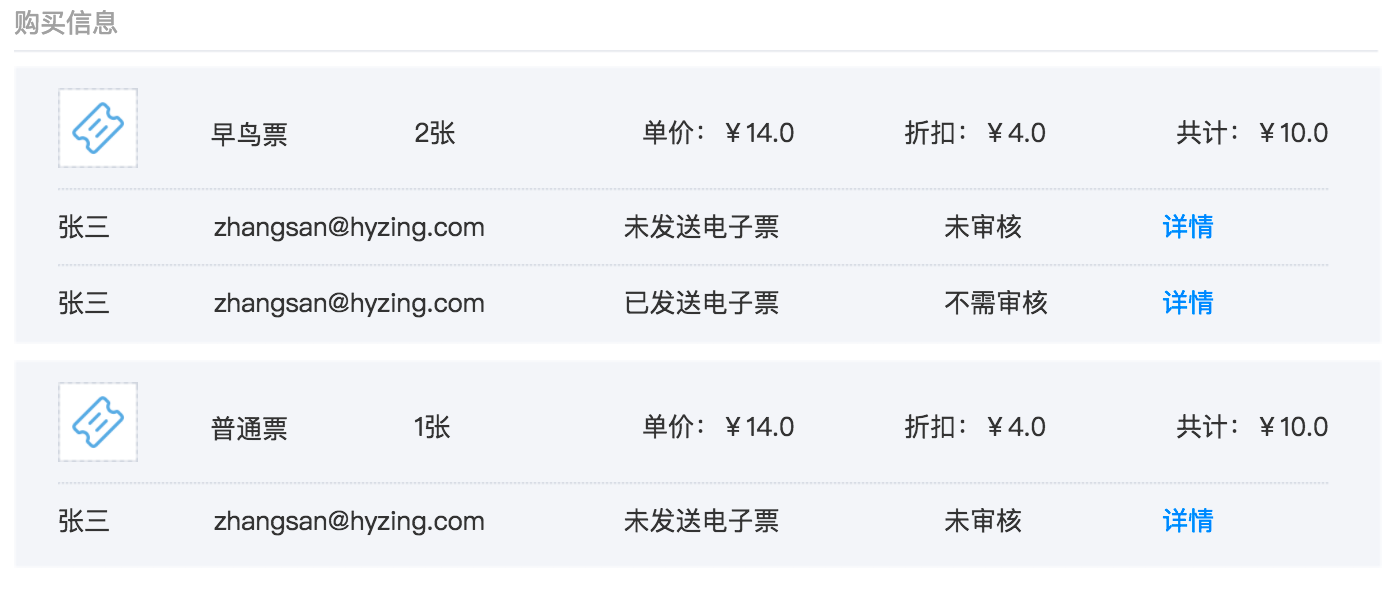 购买信息
早鸟票 2张 单价：￥14.0 折扣：￥4.0 共计：￥10.0
张三 zhangsan@hyzing.com 未发送电子票 未审核 详情
张三 zhangsan@hyzing.com 已发送电子票 不需审核 详情
普通票 1张 单价：￥14.0 折扣：￥4.0 共计：￥10.0
张三 zhangsan@hyzing.com 未发送电子票 未审核 详情